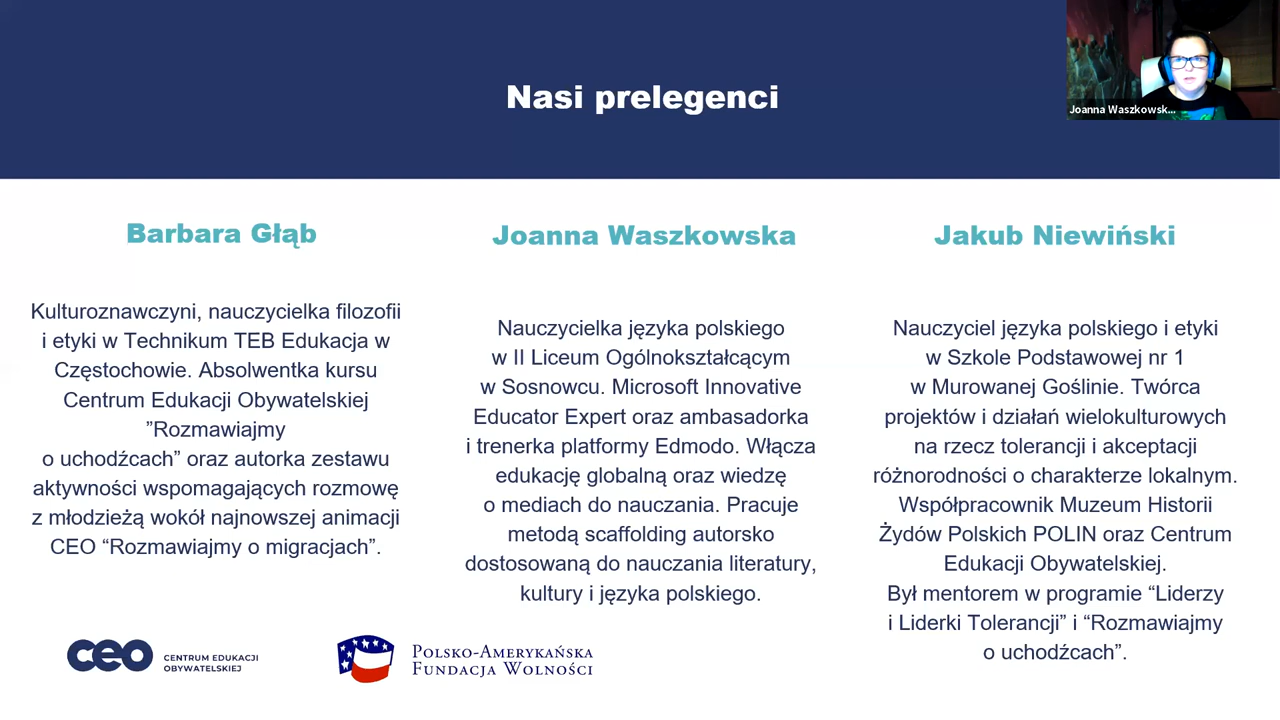 Nasi prelegenci
Joanna Waszkowsk...
Barbara Głąb
Kulturoznawczyni, nauczycielka filozofii
i etyki w Technikum TEB Edukacja w
Częstochowie. Absolwentka kursu
Centrum Edukacji Obywatelskiej
”Rozmawiajmy
o uchodźcach” oraz autorka zestawu
aktywności wspomagających rozmowę
z młodzieżą wokół najnowszej animacji
CEO “Rozmawiajmy o migracjach”.
Joanna Waszkowska
Nauczycielka języka polskiego
w II Liceum Ogólnokształcącym
w Sosnowcu. Microsoft Innovative
Educator Expert oraz ambasadorka
i trenerka platformy Edmodo. Włącza
edukację globalną oraz wiedzę
o mediach do nauczania. Pracuje
metodą scaffolding autorsko
dostosowaną do nauczania literatury,
kultury i języka polskiego.
Jakub Niewiński
Nauczyciel języka polskiego i etyki
w Szkole Podstawowej nr 1
w Murowanej Goślinie. Twórca
projektów i działań wielokulturowych
na rzecz tolerancji i akceptacji
różnorodności o charakterze lokalnym.
Współpracownik Muzeum Historii
Żydów Polskich POLIN oraz Centrum
Edukacji Obywatelskiej.
Był mentorem w programie “Liderzy
i Liderki Tolerancji” i “Rozmawiajmy
o uchodźcach”.
ceo
CENTRUM EDUKACJI
OBYWATELSKIEJ
Polsko-Amerykańska
Fundacja Wolności